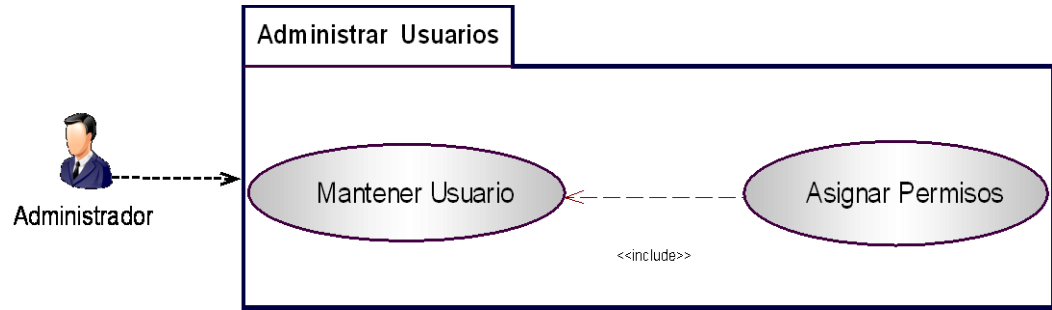 Administrar Usuarios
Mantener Usuario
Asignar Permisos
Administrador
<<include>>